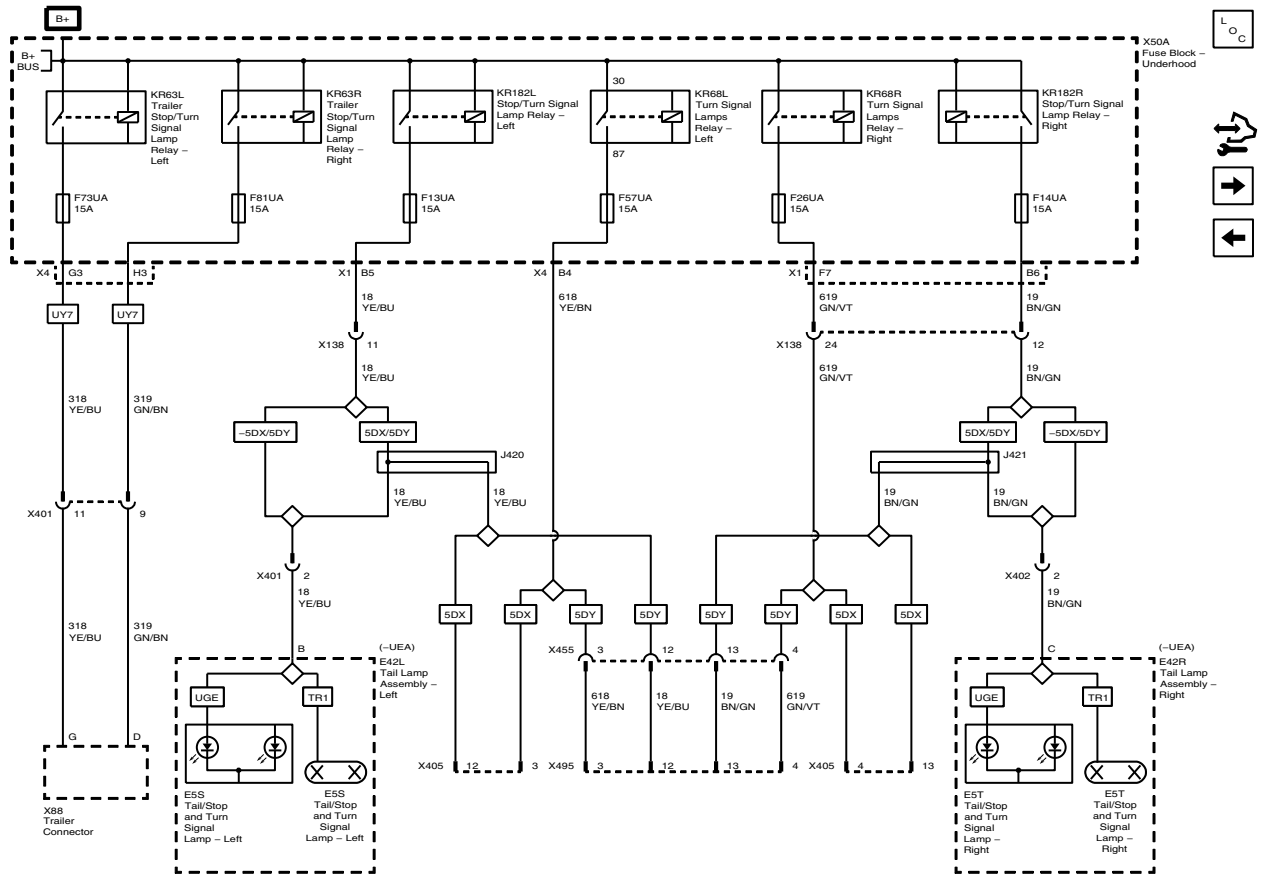 B+
L
O
C
B+
BUS
X50A
Fuse Block –
Underhood
KR63L
Trailer
Stop/Turn
Signal
Lamp
Relay –
Left
KR63R
Trailer
Stop/Turn
Signal
Lamp
Relay –
Right
KR182L
Stop/Turn Signal
Lamp Relay –
Left
30
87
KR68L
Turn Signal
Lamps
Relay –
Left
KR68R
Turn Signal
Lamps
Relay –
Right
KR182R
Stop/Turn Signal
Lamp Relay –
Right
F73UA
15A
F81UA
15A
F13UA
15A
F57UA
15A
F26UA
15A
F14UA
15A
X4 G3 H3
X1 B5
X4 B4
X1 F7
B6
UY7
UY7
18
YE/BU
618
YE/BN
619
GN/VT
19
BN/GN
X138 11
X138 24
12
18
YE/BU
619
GN/VT
19
BN/GN
318
YE/BU
319
GN/BN
–5DX/5DY
5DX/5DY
5DX/5DY
–5DX/5DY
J420
J421
18
YE/BU
18
YE/BU
19
BN/GN
19
BN/GN
X401 11 9
X401 2
X402 2
18
YE/BU
19
BN/GN
5DX
5DX
5DY
5DY
5DY
5DY
5DX
5DX
318
YE/BU
319
GN/BN
X455 3 12 13 4
B
(–UEA)
E42L
Tail Lamp
Assembly –
Left
C
(–UEA)
E42R
Tail Lamp
Assembly –
Right
UGE
TR1
UGE
TR1
618
YE/BN
18
YE/BU
19
BN/GN
619
GN/VT
G
D
X405 12 3
X495 3 12 13 4
X405 4 13
X88
Trailer
Connector
E5S
Tail/Stop
and Turn
Signal
Lamp – Left
E5S
Tail/Stop
and Turn
Signal
Lamp – Left
E5T
Tail/Stop
and Turn
Signal
Lamp –
Right
E5T
Tail/Stop
and Turn
Signal
Lamp –
Right